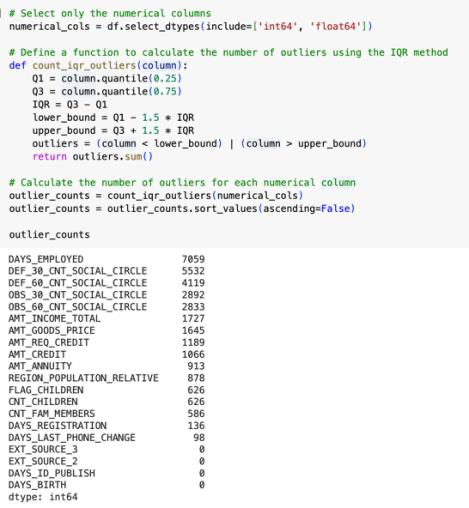 # Select only the numerical columns
numerical_cols = df.select_dtypes(include=['int64', 'float64'])

# Define a function to calculate the number of outliers using the IQR method
def count_iqr_outliers(column):
    Q1 = column.quantile(0.25)
    Q3 = column.quantile(0.75)
    IQR = Q3 - Q1
    lower_bound = Q1 - 1.5 * IQR
    upper_bound = Q3 + 1.5 * IQR
    outliers = (column < lower_bound) | (column > upper_bound)
    return outliers.sum()

# Calculate the number of outliers for each numerical column
outlier_counts = count_iqr_outliers(numerical_cols)
outlier_counts = outlier_counts.sort_values(ascending=False)

outlier_counts

DAYS_EMPLOYED 7059
DEF_30_CNT_SOCIAL_CIRCLE 5532
DEF_60_CNT_SOCIAL_CIRCLE 4119
OBS_30_CNT_SOCIAL_CIRCLE 2892
OBS_60_CNT_SOCIAL_CIRCLE 2833
AMT_INCOME_TOTAL 1727
AMT_GOODS_PRICE 1645
AMT_REQ_CREDIT 1189
AMT_CREDIT 1066
AMT_ANNUITY 913
REGION_POPULATION_RELATIVE 878
FLAG_CHILDREN 626
CNT_CHILDREN 626
CNT_FAM_MEMBERS 586
DAYS_REGISTRATION 136
DAYS_LAST_PHONE_CHANGE 98
EXT_SOURCE_3 0
EXT_SOURCE_2 0
DAYS_ID_PUBLISH 0
DAYS_BIRTH 0
dtype: int64